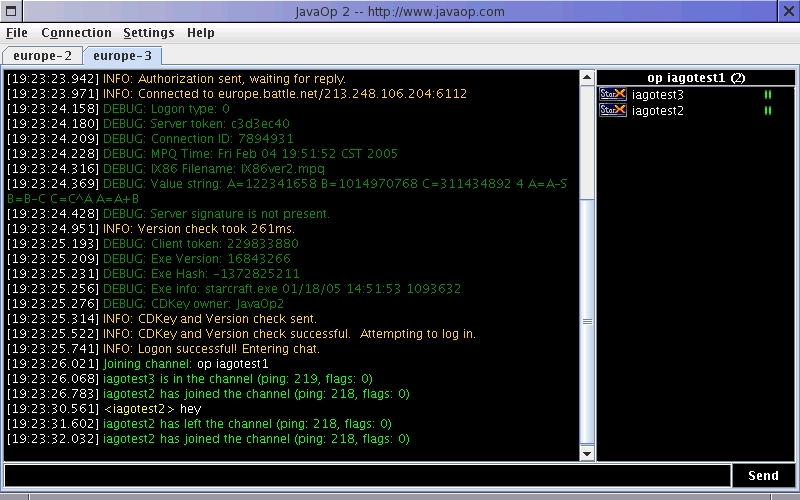 JavaOp 2 -- http://www.javaop.com
File Connection Settings Help
europe-2 europe-3
[19:23:23.942] INFO: Authorization sent, waiting for reply.
[19:23:23.971] INFO: Connected to europe.battle.net/213.248.106.204:6112
[19:23:24.158] DEBUG: Logon type: 0
[19:23:24.180] DEBUG: Server token: c3d3ec40
[19:23:24.209] DEBUG: Connection ID: 7894931
[19:23:24.228] DEBUG: MPQ Time: Fri Feb 04 19:51:52 CST 2005
[19:23:24.316] DEBUG: IX86 Filename: IX86ver2.mpq
[19:23:24.369] DEBUG: Value string: A=122341658 B=1014970768 C=311434892 4 A=A-S
B=B-C C=C^A A=A+B
[19:23:24.428] DEBUG: Server signature is not present.
[19:23:24.951] INFO: Version check took 261ms.
[19:23:25.193] DEBUG: Client token: 229833880
[19:23:25.209] DEBUG: Exe Version: 16843266
[19:23:25.231] DEBUG: Exe Hash: -1372825211
[19:23:25.256] DEBUG: Exe info: starcraft.exe 01/18/05 14:51:53 1093632
[19:23:25.276] DEBUG: CDKey owner: JavaOp2
[19:23:25.314] INFO: CDKey and Version check sent.
[19:23:25.522] INFO: CDKey and Version check successful.  Attempting to log in.
[19:23:25.741] INFO: Logon successful! Entering chat.
[19:23:26.021] Joining channel: op iagotest1
[19:23:26.068] iagotest3 is in the channel (ping: 219, flags: 0)
[19:23:26.783] iagotest2 has joined the channel (ping: 218, flags: 0)
[19:23:30.561] <iagotest2> hey
[19:23:31.602] iagotest2 has left the channel (ping: 218, flags: 0)
[19:23:32.032] iagotest2 has joined the channel (ping: 218, flags: 0)
op iagotest1 (2)
StarX iagotest3
StarX iagotest2
Send